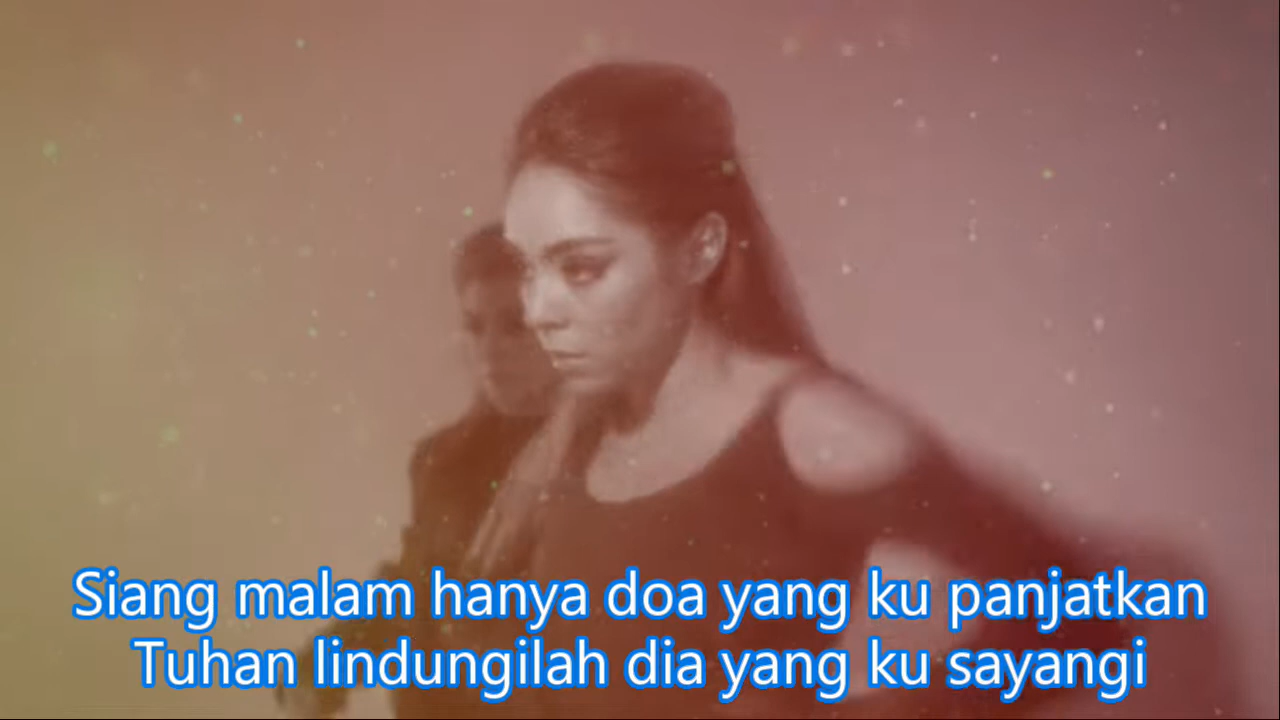 Siang malam hanya doa yang ku panjatkan
Tuhan lindungilah dia yang ku sayangi